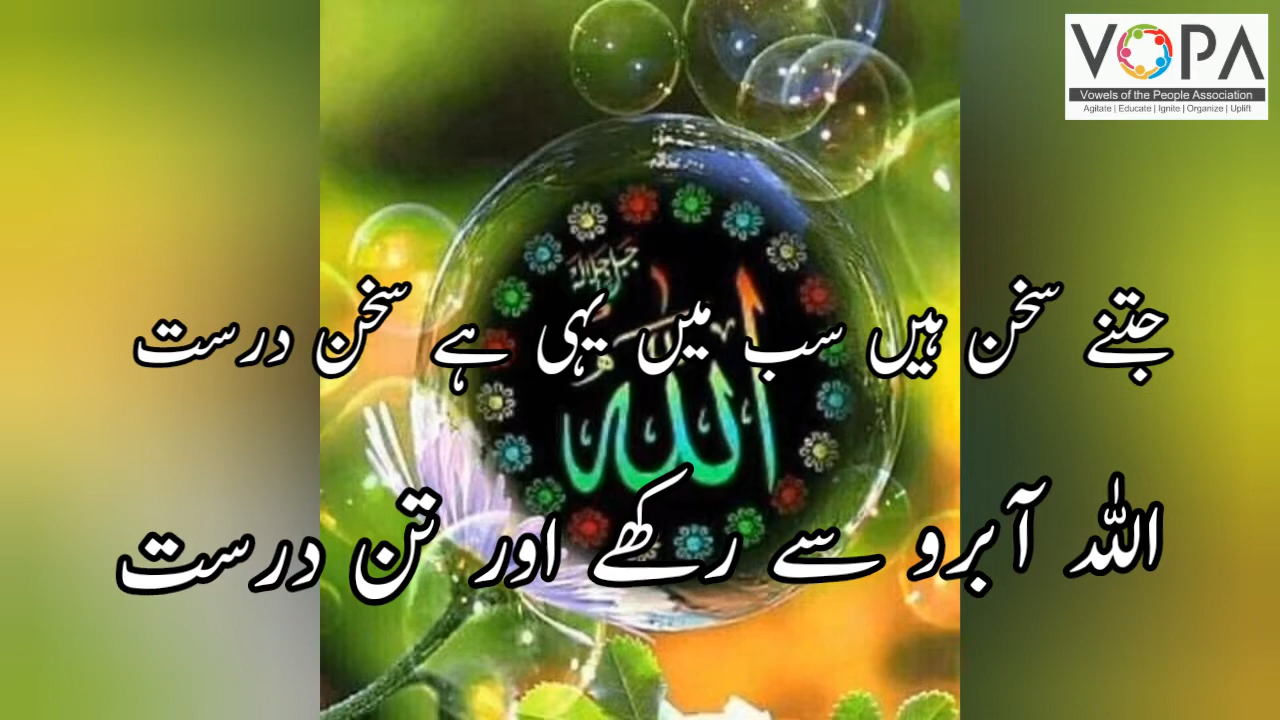 VOPA
Vowels of the People Association
Agitate | Educate | Ignite | Organize | Uplift
جل جلالہ
الله
جتنے سخن ہیں سب میں یہی ہے سخن درست
اللہ آبرو سے رکھے اور تن درست